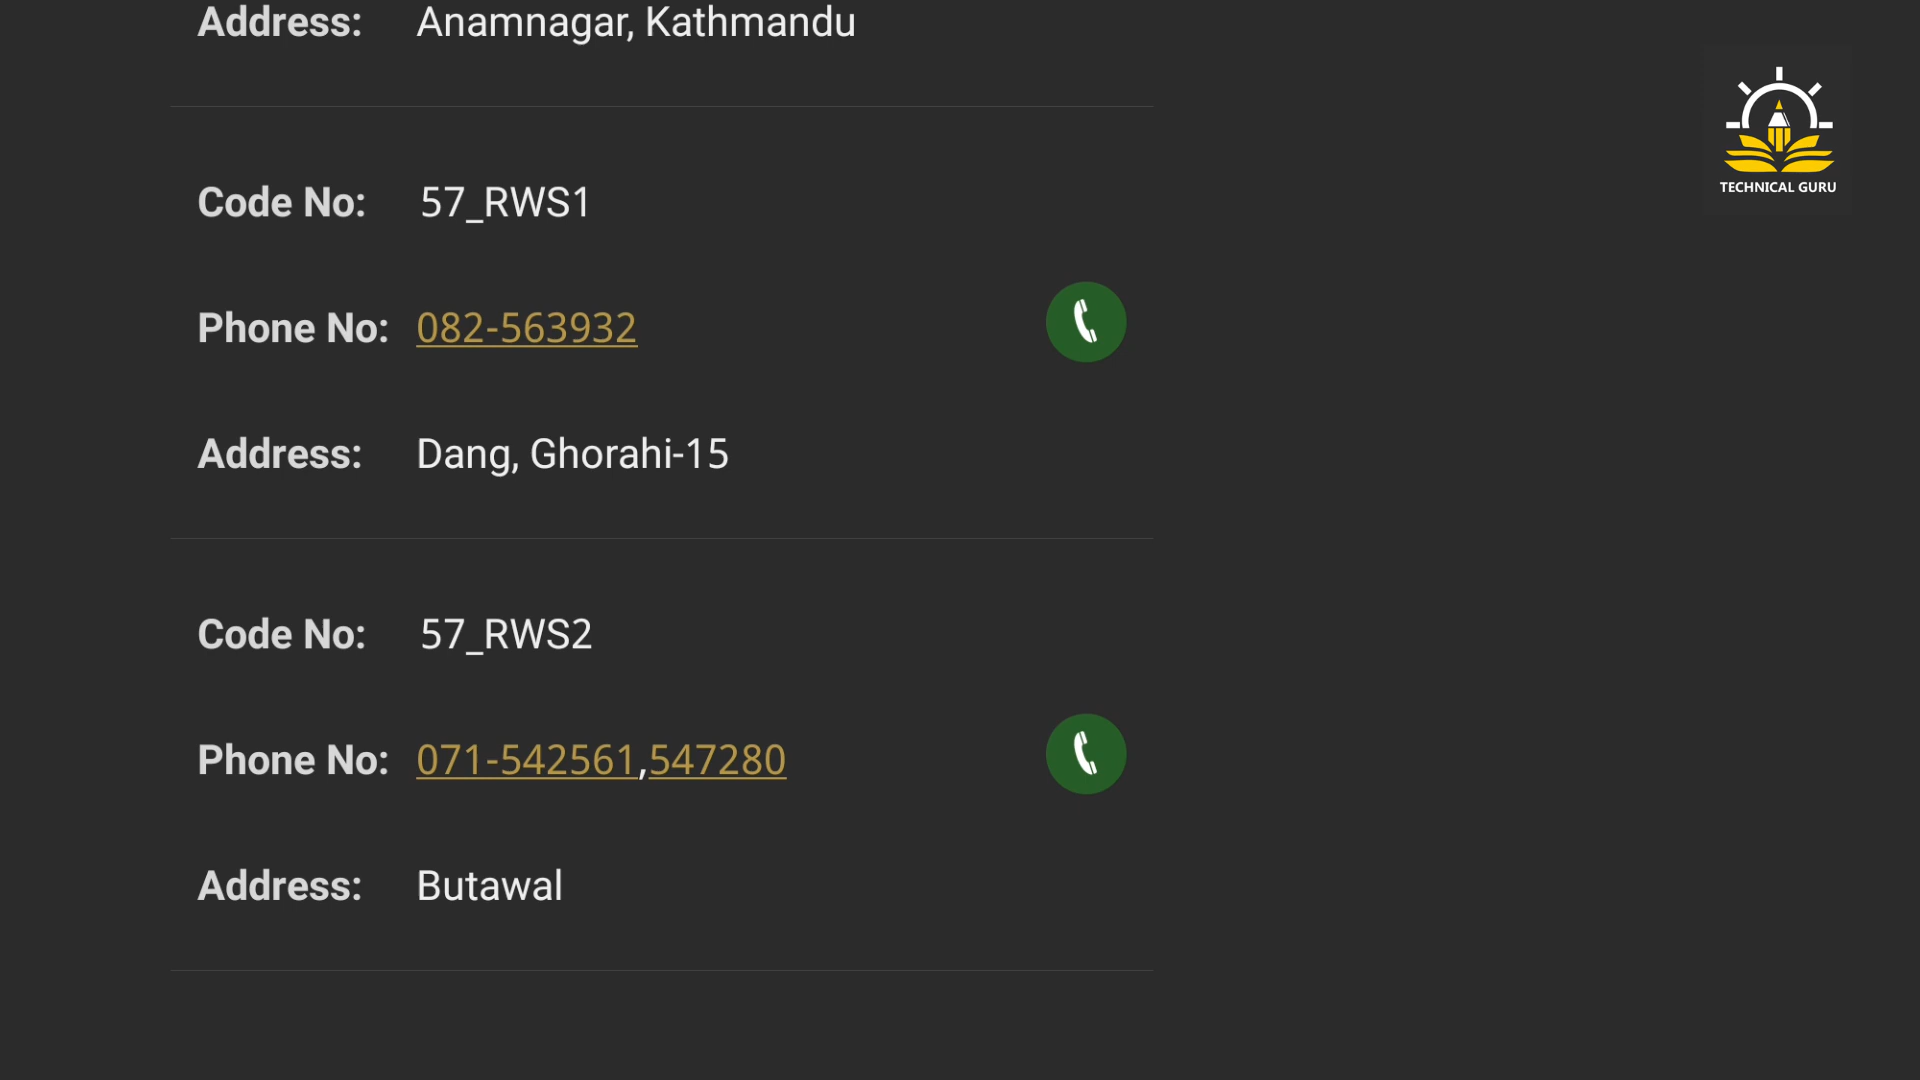 Address: Anamnagar, Kathmandu
TECHNICAL GURU
Code No: 57_RWS1
Phone No: 082-563932
Address: Dang, Ghorahi-15
Code No: 57_RWS2
Phone No: 071-542561,547280
Address: Butawal